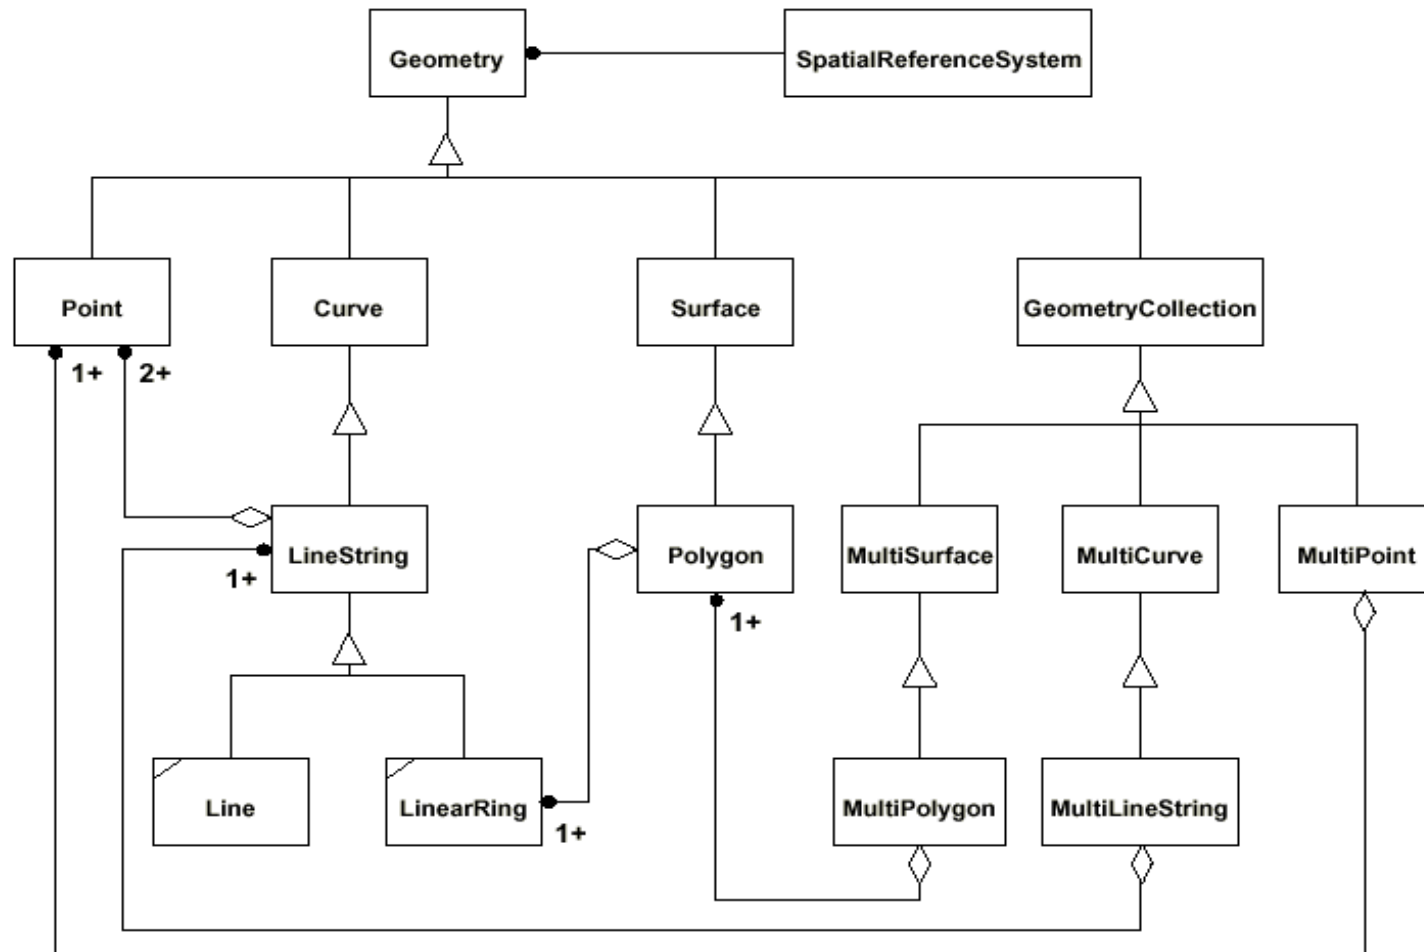 Geometry
SpatialReferenceSystem
Point
Curve
Surface
GeometryCollection
1+
2+
LineString
Polygon
MultiSurface
MultiCurve
MultiPoint
1+
1+
Line
LinearRing
MultiPolygon
MultiLineString
1+